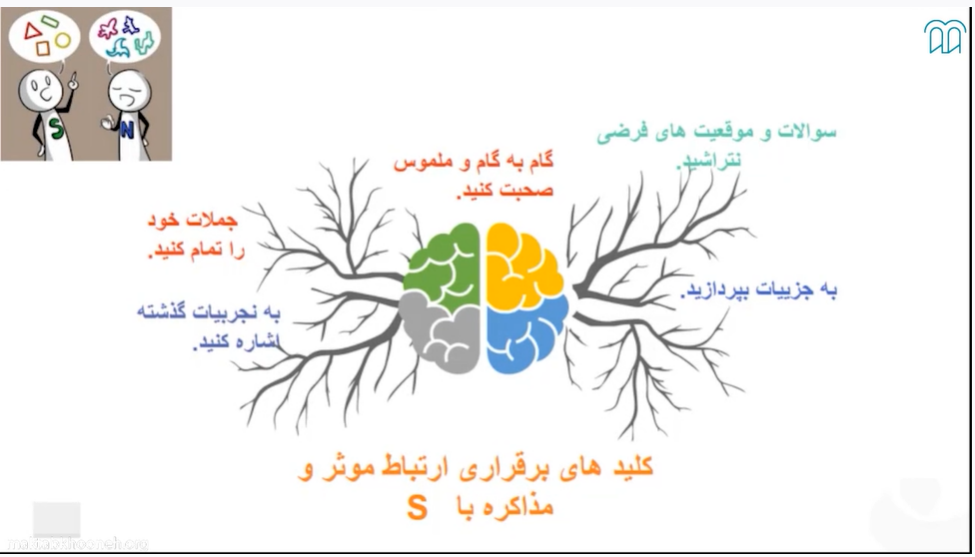 S
N
سوالات و موقعیت های فرضی
نتراشید.
گام به گام و ملموس
صحبت کنید.
جملات خود
را تمام کنید.
به جزییات بپردازید.
به تجربیات گذشته
اشاره کنید.
کلید های برقراری ارتباط موثر و
مذاکره با S